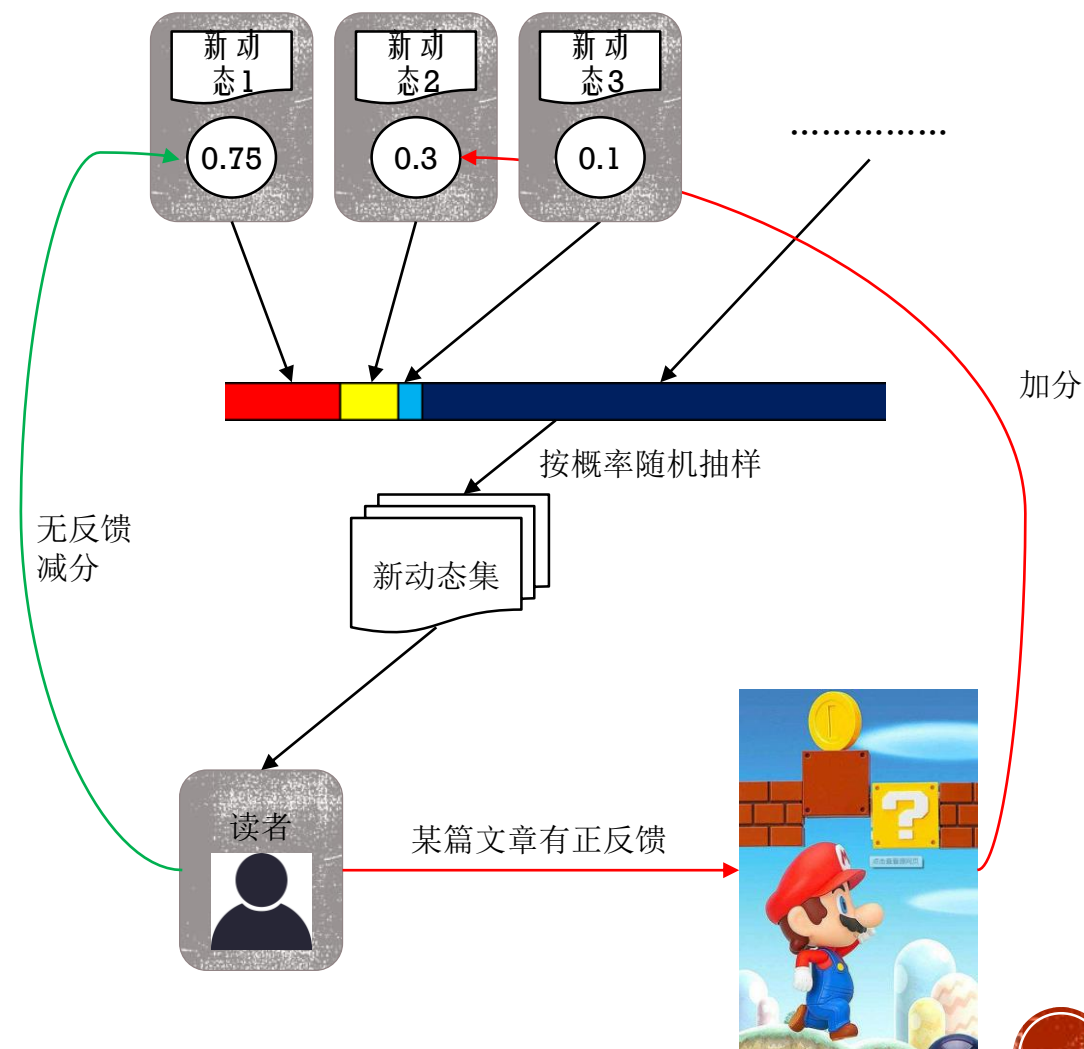 新动
态1
新动
态2
新动
态3
0.75
0.3
0.1
……………
加分
按概率随机抽样
无反馈
减分
新动态集
读者
某篇文章有正反馈
?
M